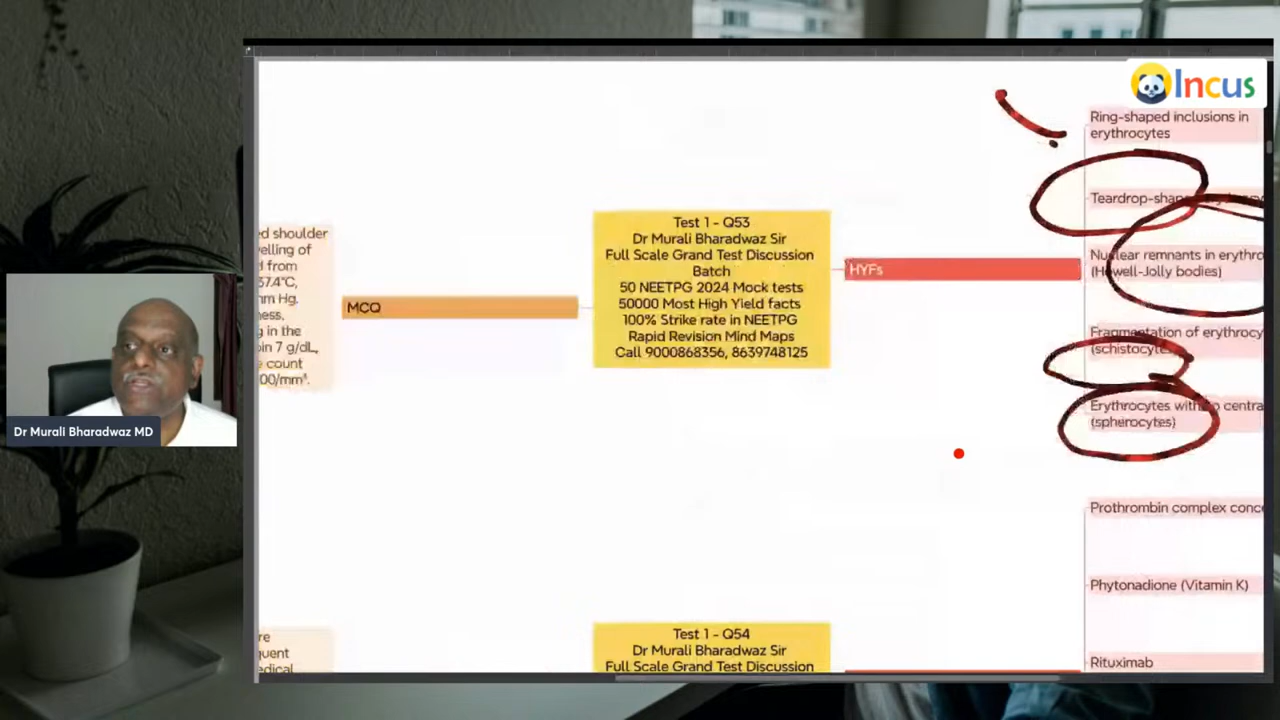 Incus
Ring-shaped inclusions in
erythrocytes
Teardrop-shaped
Nuclear remnants in
(Howell-Jolly bodies)
Fragmentation of
(schistocytes
Erythrocytes with no
(spherocytes)
Prothrombin complex
Phytonadione (Vitamin K)
Rituximab
HYFs
Test 1 - Q53
Dr Murali Bharadwaz Sir
Full Scale Grand Test Discussion
Batch
50 NEETPG 2024 Mock tests
50000 Most High Yield facts
100% Strike rate in NEETPG
Rapid Revision Mind Maps
Call 9000868356, 8639748125
MCQ
ed shoulder
elling of
from
37.4°C,
m Hg.
ness.
g in the
in 7 g/dL,
count
00/mm³.
Test 1 - Q54
Dr Murali Bharadwaz Sir
Full Scale Grand Test Discussion
re
quent
edical
Dr Murali Bharadwaz MD